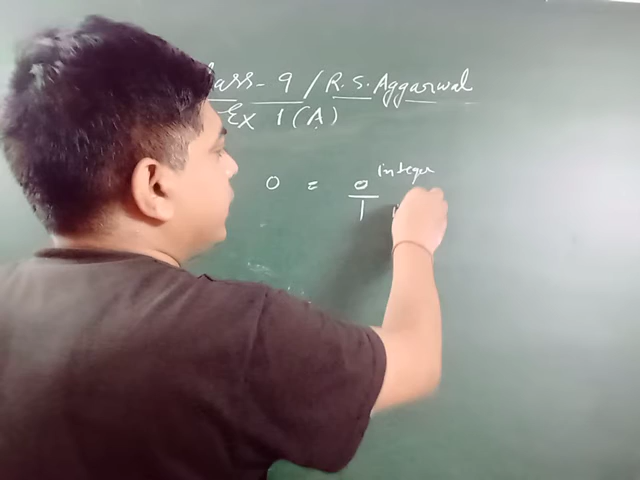 ass-9 / R.S. Aggarwal
Ex 1(A)
integer
0 = 0/1